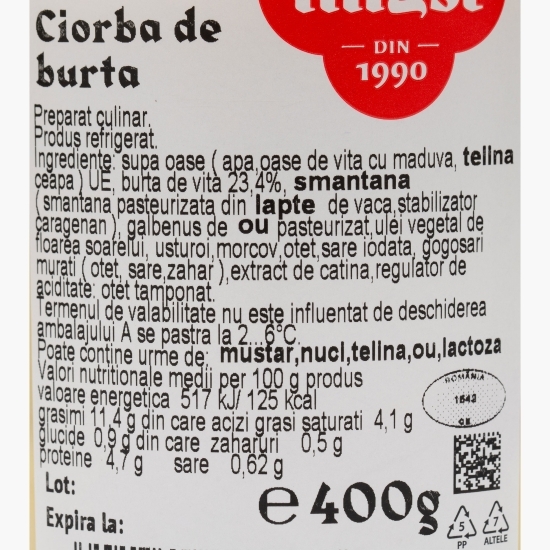 Ciorba de
burta
DIN
1990
Preparat culinar.
Produs refrigerat.
Ingrediente: supa oase ( apa,oase de vita cu maduva, telina
ceapa ) UE, burta de vita 23,4%, smantana
( smantana pasteurizata din lapte de vaca,stabilizator
caragenan ), galbenus de ou pasteurizat,ulei vegetal de
floarea soarelui, usturoi,morcov,otet,sare iodata, gogosari
murati ( otet, sare,zahar ),extract de catina,regulator de
aciditate: otet tamponat.
Termenul de valabilitate nu este influentat de deschiderea
ambalajului A se pastra la 2...6°C.
Poate contine urme de: mustar,nuci,telina,ou,lactoza
Valori nutritionale medii per 100 g produs
valoare energetica 517 kJ/ 125 kcal
grasimi 11,4 g din care acizi grasi saturati 4,1 g
glucide 0,9 g din care zaharuri 0,5 g
proteine 4,7 g sare 0,62 g
ROMÂNIA
1643
CE
Lot:
Expira la:
e 400g
5
PP
7
ALTELE